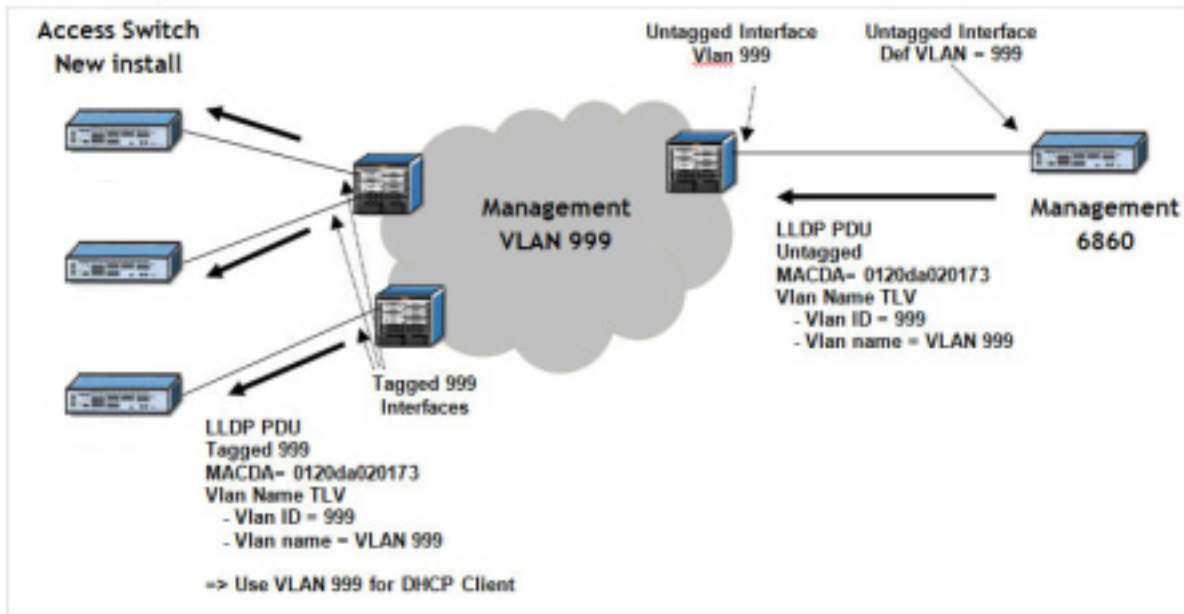 Access Switch
New install
Untagged Interface
Vlan 999
Untagged Interface
Def VLAN = 999
Management
VLAN 999
Management
6860
LLDP PDU
Untagged
MACDA= 0120da020173
Vlan Name TLV
- Vlan ID = 999
- Vlan name = VLAN 999
Tagged 999
Interfaces
LLDP PDU
Tagged 999
MACDA= 0120da020173
Vlan Name TLV
- Vlan ID = 999
- Vlan name = VLAN 999
=> Use VLAN 999 for DHCP Client